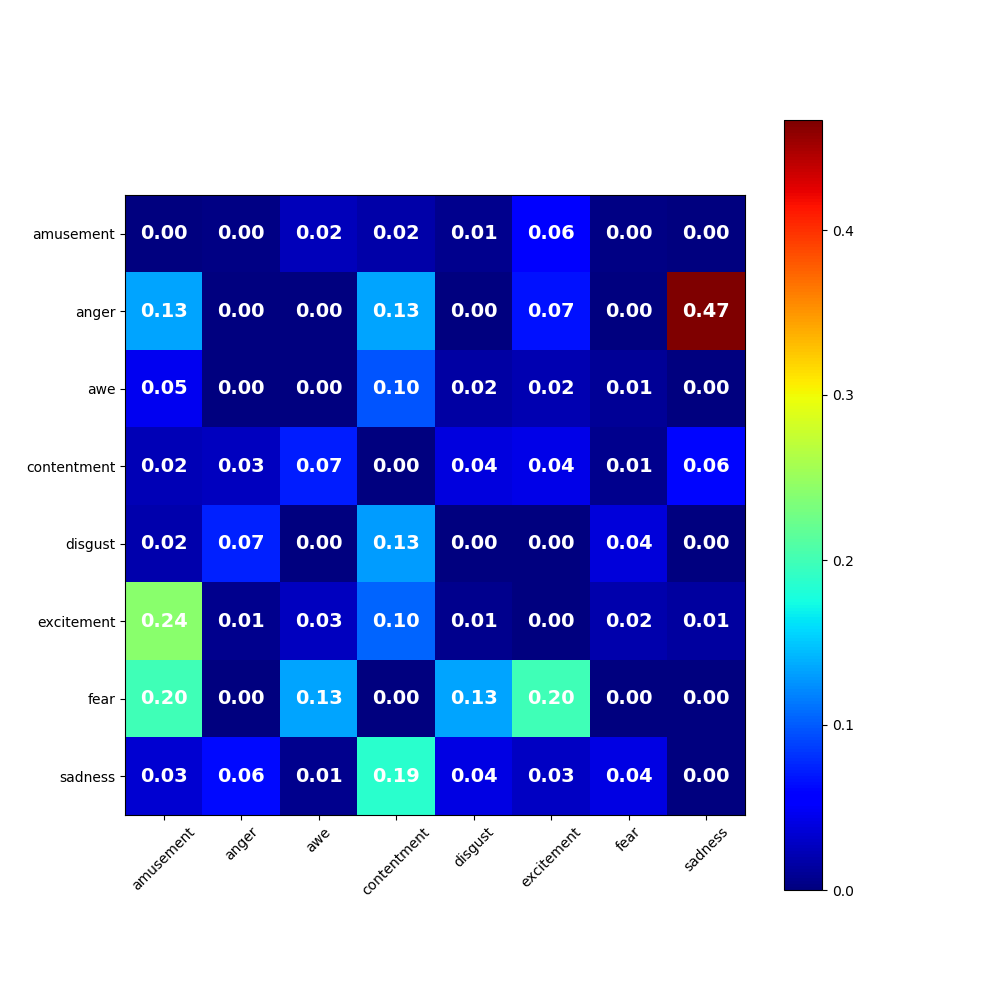 amusement 0.00 0.00 0.02 0.02 0.01 0.06 0.00 0.00
anger 0.13 0.00 0.00 0.13 0.00 0.07 0.00 0.47
awe 0.05 0.00 0.00 0.10 0.02 0.02 0.01 0.00
contentment 0.02 0.03 0.07 0.00 0.04 0.04 0.01 0.06
disgust 0.02 0.07 0.00 0.13 0.00 0.00 0.04 0.00
excitement 0.24 0.01 0.03 0.10 0.01 0.00 0.02 0.01
fear 0.20 0.00 0.13 0.00 0.13 0.20 0.00 0.00
sadness 0.03 0.06 0.01 0.19 0.04 0.03 0.04 0.00
amusement anger awe contentment disgust excitement fear sadness
0.4
0.3
0.2
0.1
0.0